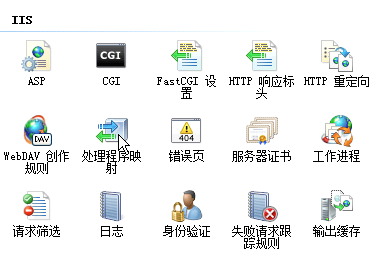 IIS
CGI
ASP
CGI
FastCGI 设
置
HTTP 响应标
头
HTTP 重定向
DAV
404
WebDAV 创作
规则
处理程序映
射
错误页
服务器证书
工作进程
请求筛选
日志
身份验证
失败请求跟
踪规则
输出缓存